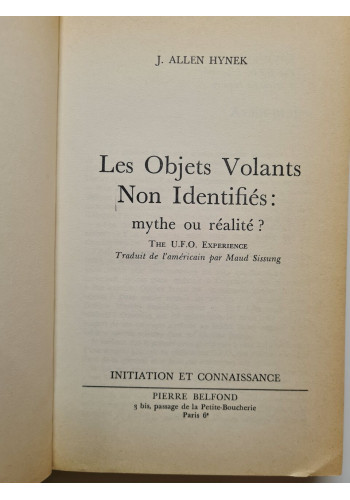 J. ALLEN HYNEK
Les Objets Volants
Non Identifiés :
mythe ou réalité ?
THE U.F.O. EXPERIENCE
Traduit de l'américain par Maud Sissung
INITIATION ET CONNAISSANCE
PIERRE BELFOND
3 bis, passage de la Petite-Boucherie
Paris 6e